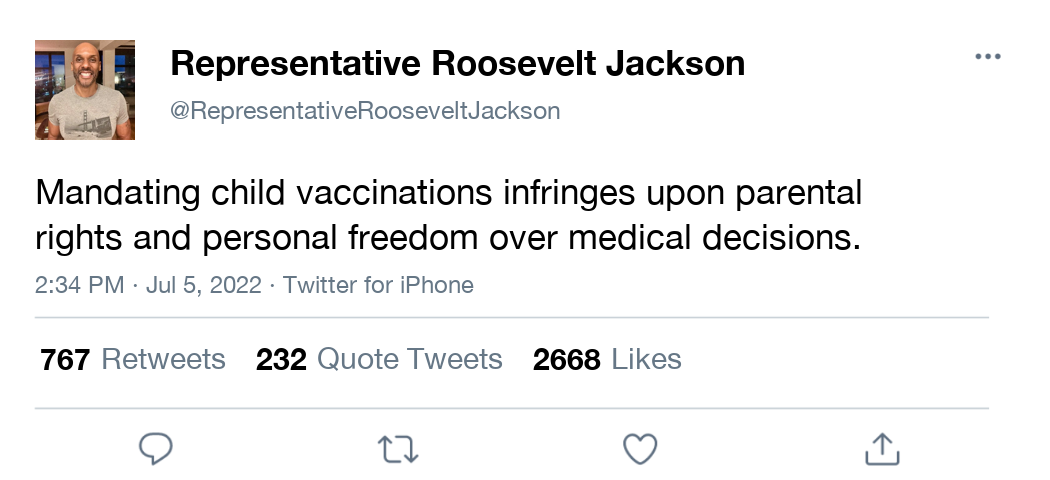 Representative Roosevelt Jackson
@RepresentativeRooseveltJackson
Mandating child vaccinations infringes upon parental
rights and personal freedom over medical decisions.
2:34 PM · Jul 5, 2022 · Twitter for iPhone
767 Retweets 232 Quote Tweets 2668 Likes